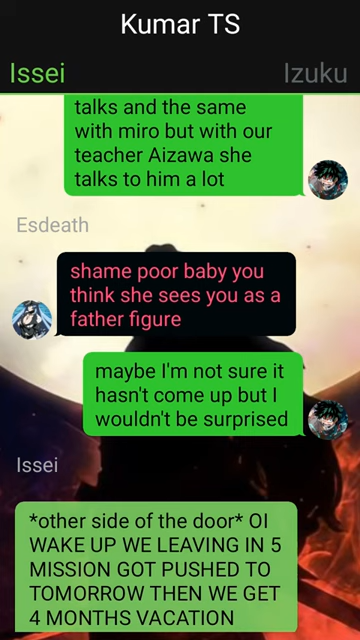 Kumar TS
Issei Izuku
talks and the same
with miro but with our
teacher Aizawa she
talks to him a lot
Esdeath
shame poor baby you
think she sees you as a
father figure
maybe I'm not sure it
hasn't come up but I
wouldn't be surprised
Issei
*other side of the door* OI
WAKE UP WE LEAVING IN 5
MISSION GOT PUSHED TO
TOMORROW THEN WE GET
4 MONTHS VACATION